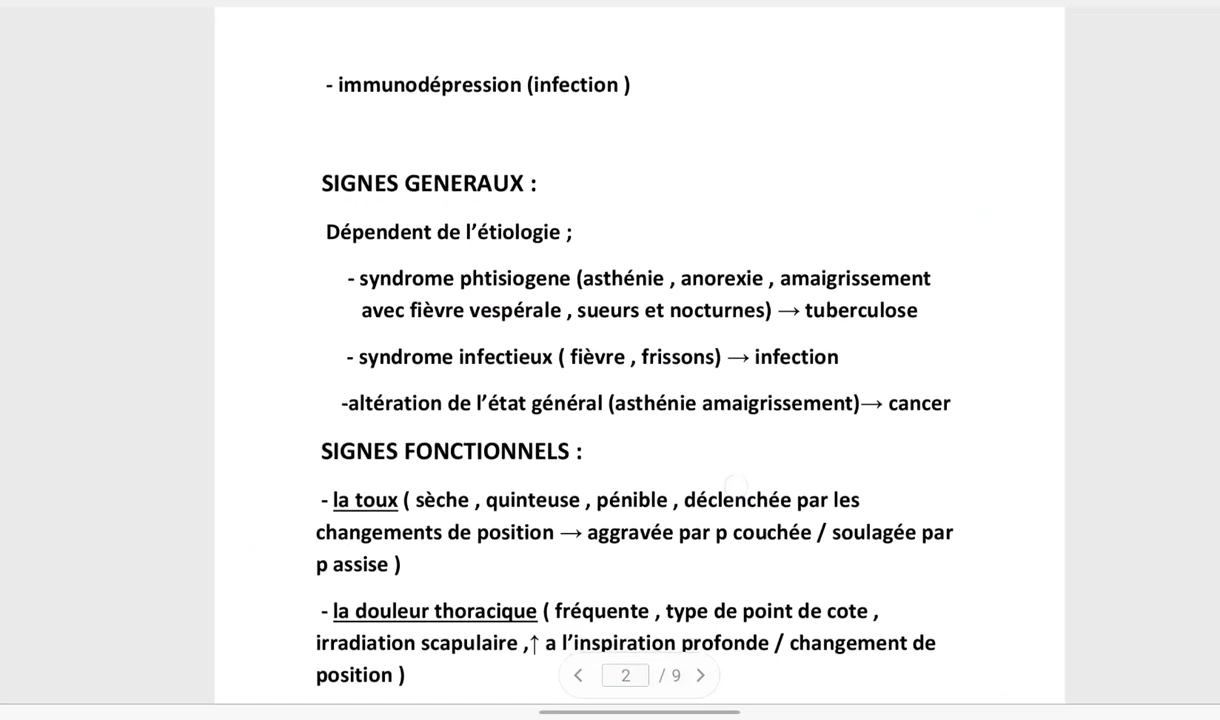 - immunodépression (infection )
SIGNES GENERAUX :
Dépendent de l’étiologie ;
- syndrome phtisiogene (asthénie , anorexie , amaigrissement
avec fièvre vespérale , sueurs et nocturnes) → tuberculose
- syndrome infectieux ( fièvre , frissons) → infection
-altération de l’état général (asthénie amaigrissement)→ cancer
SIGNES FONCTIONNELS :
- la toux ( sèche , quinteuse , pénible , déclenchée par les
changements de position → aggravée par p couchée / soulagée par
p assise )
- la douleur thoracique ( fréquente , type de point de cote ,
irradiation scapulaire ,↑ a l’inspiration profonde / changement de
position )
2 / 9